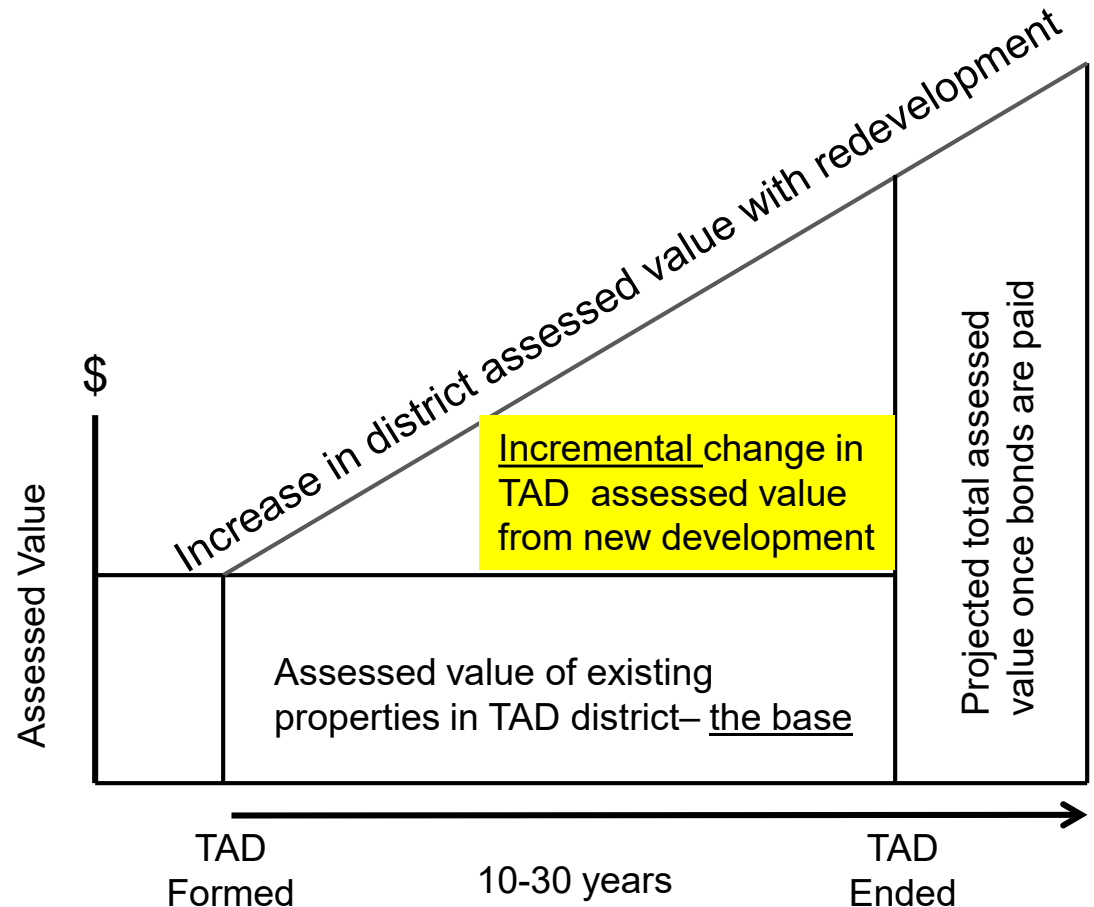 Increase in district assessed value with redevelopment
$
Assessed Value
Incremental change in
TAD  assessed value
from new development
Assessed value of existing
properties in TAD district– the base
Projected total assessed
value once bonds are paid
TAD
Formed
10-30 years
TAD
Ended